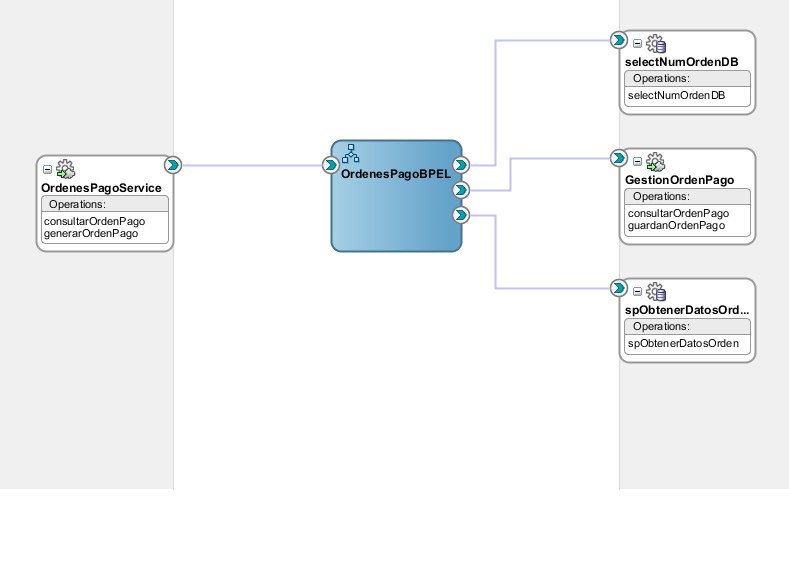 OrdenesPagoService
Operations:
consultarOrdenPago
generarOrdenPago
OrdenesPagoBPEL
selectNumOrdenDB
Operations:
selectNumOrdenDB
GestionOrdenPago
Operations:
consultarOrdenPago
guardanOrdenPago
spObtenerDatosOrd...
Operations:
spObtenerDatosOrden